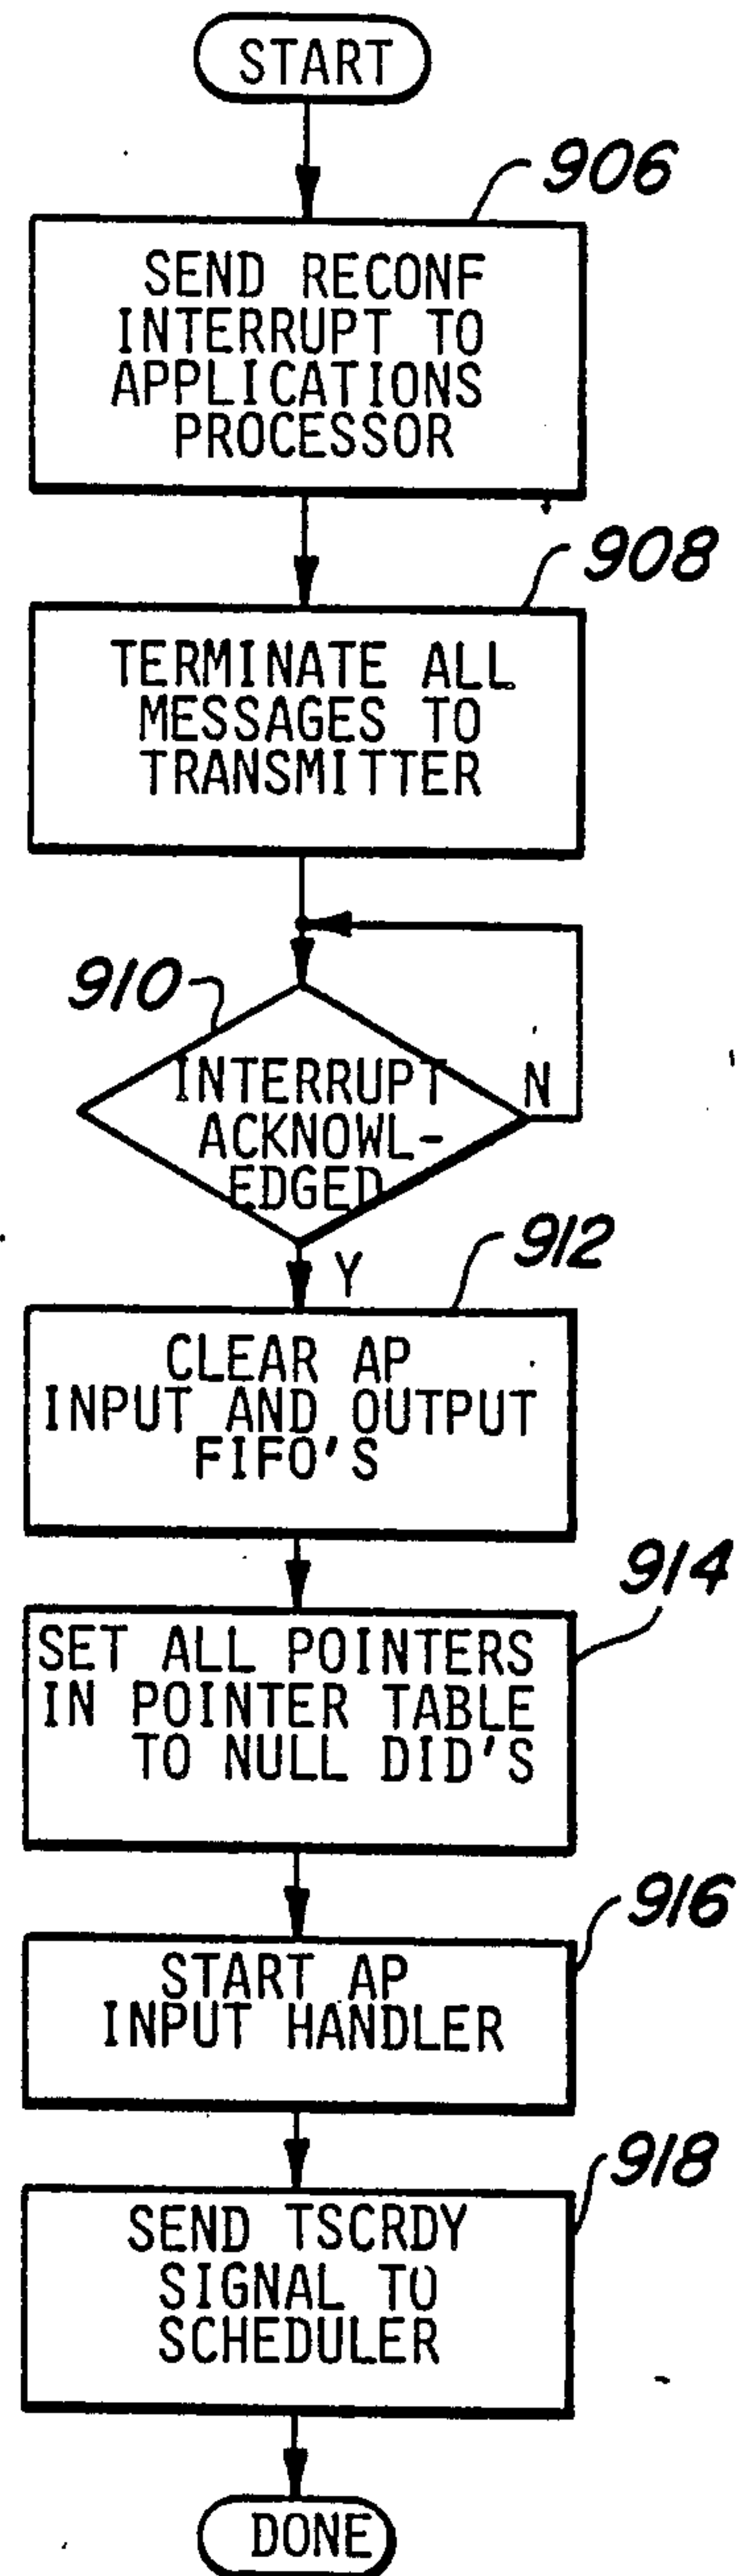 START
906
SEND RECONF
INTERRUPT TO
APPLICATIONS
PROCESSOR
908
TERMINATE ALL
MESSAGES TO
TRANSMITTER
910
INTERRUPT
ACKNOWL-
EDGED
N
Y
912
CLEAR AP
INPUT AND OUTPUT
FIFO'S
914
SET ALL POINTERS
IN POINTER TABLE
TO NULL DID'S
916
START AP
INPUT HANDLER
918
SEND TSCRDY
SIGNAL TO
SCHEDULER
DONE